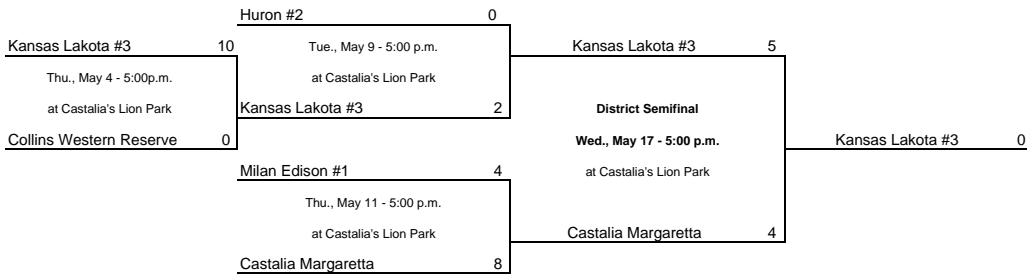 Huron #2 0
Kansas Lakota #3 10
Tue., May 9 - 5:00 p.m.
Kansas Lakota #3 5
Thu., May 4 - 5:00p.m.
at Castalia's Lion Park
at Castalia's Lion Park
Kansas Lakota #3 2
District Semifinal
Collins Western Reserve 0
Wed., May 17 - 5:00 p.m.
Kansas Lakota #3 0
Milan Edison #1 4
at Castalia's Lion Park
Thu., May 11 - 5:00 p.m.
at Castalia's Lion Park
Castalia Margaretta 4
Castalia Margaretta 8